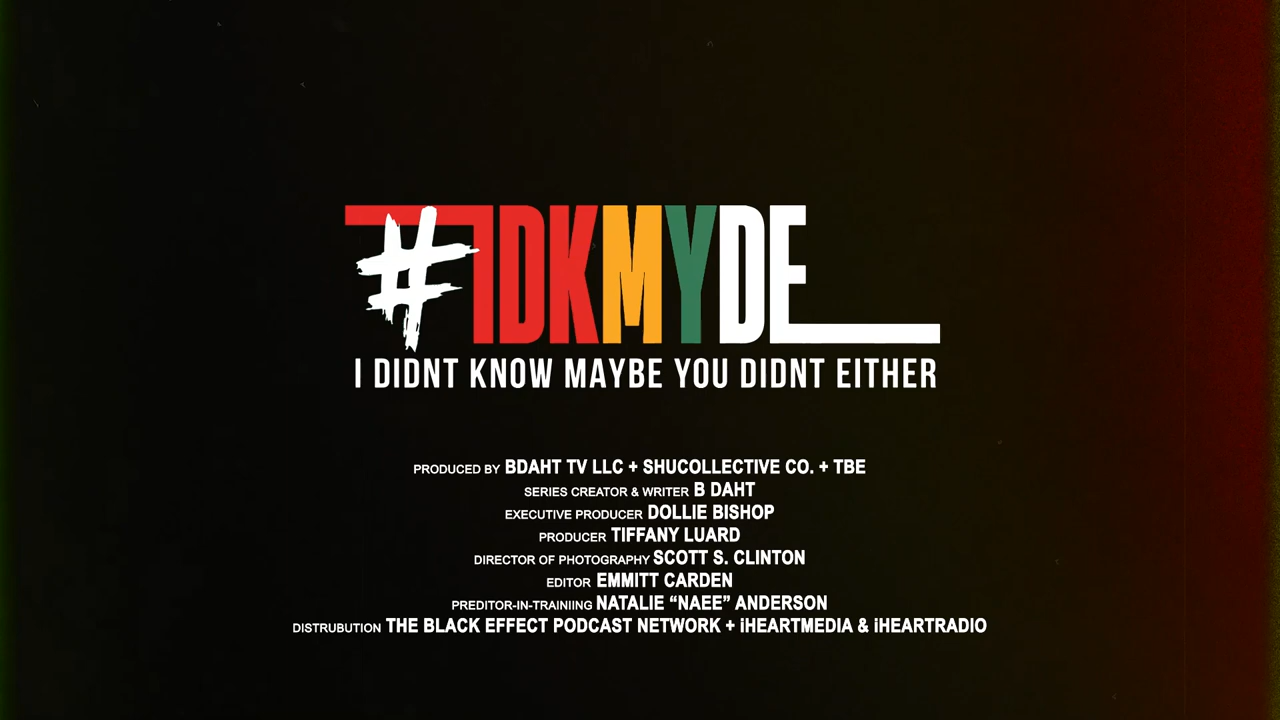 #IDKMYDE
I DIDNT KNOW MAYBE YOU DIDNT EITHER
PRODUCED BY BDAHT TV LLC + SHUCOLLECTIVE CO. + TBE
SERIES CREATOR & WRITER B DAHT
EXECUTIVE PRODUCER DOLLIE BISHOP
PRODUCER TIFFANY LUARD
DIRECTOR OF PHOTOGRAPHY SCOTT S. CLINTON
EDITOR EMMITT CARDEN
PREDITOR-IN-TRAINIING NATALIE “NAEE” ANDERSON
DISTRUBUTION THE BLACK EFFECT PODCAST NETWORK + iHEARTMEDIA & iHEARTRADIO